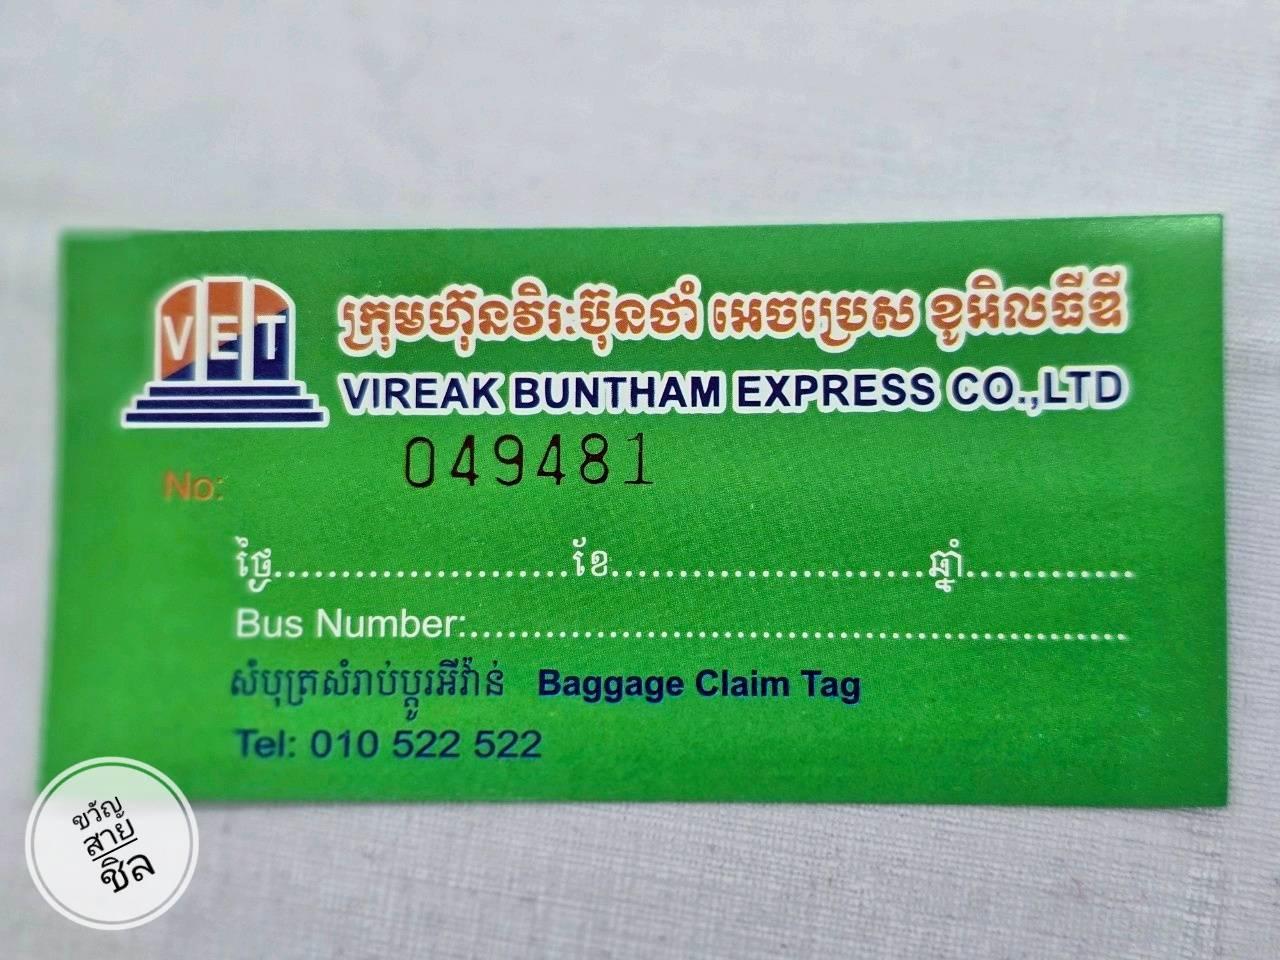 VET
ក្រុមហ៊ុនវិរៈប៊ុនថាំ អេចប្រេស ខូអិលធីឌី
VIREAK BUNTHAM EXPRESS CO.,LTD
049481
No:
ថ្ងៃ......................ខែ........................ឆ្នាំ.............
Bus Number:..................................................
សំបុត្រសំរាប់ប្ដូរអីវ៉ាន់ Baggage Claim Tag
Tel: 010 522 522
ขวัญ
สาย
ชิล